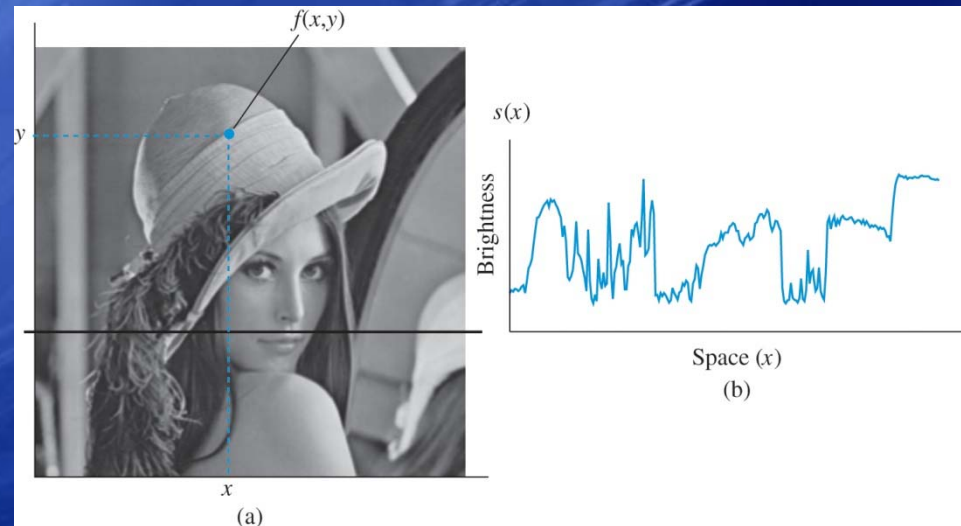 f(x,y)
y
x
(a)
s(x)
Brightness
Space (x)
(b)